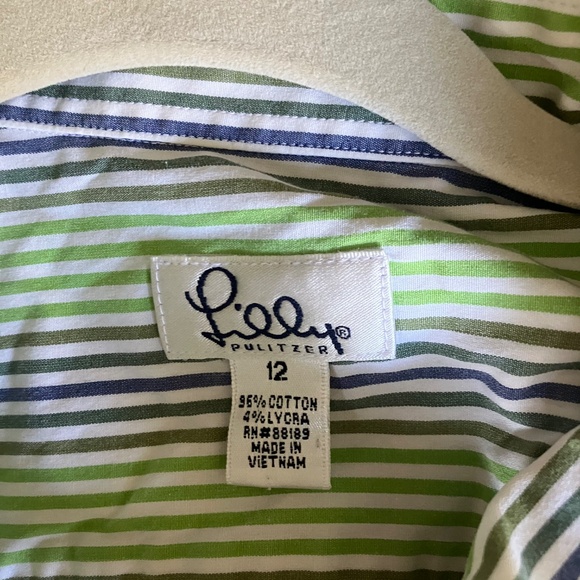 Lilly®
PULITZER
12
96% COTTON
4% LYCRA
RN#88189
MADE IN
VIETNAM